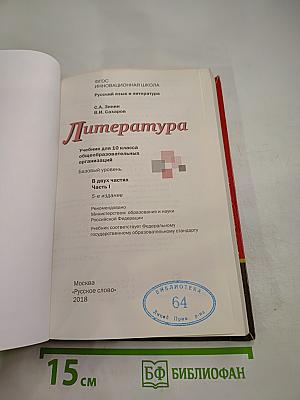 ФГОС
ИННОВАЦИОННАЯ ШКОЛА
Русский язык и литература
С.А. Зинин
В.И. Сахаров
Литература
Учебник для 10 класса
общеобразовательных
организаций
Базовый уровень
В двух частях
Часть I
5-е издание
Рекомендовано
Министерством образования и науки
Российской Федерации
Учебник соответствует Федеральному
государственному образовательному стандарту
Москва
«Русское слово»
2018
БИБЛИОТЕКА
64
15 см
БФ БИБЛИОФАН